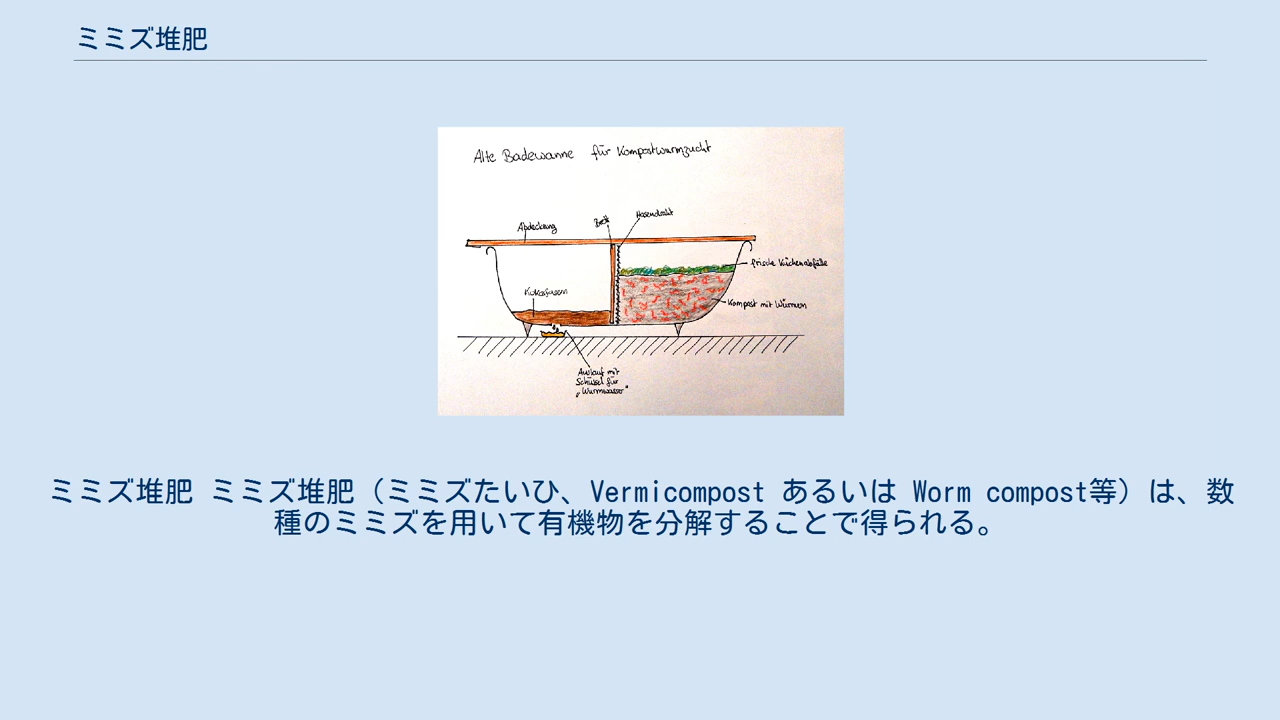 ミミズ堆肥
Alte Badewanne für Kompostwurmzucht
Abdeckung
Brett
Hasendraht
frische Küchenabfälle
Kokosfasern
Kompost mit Würmern
Auslauf mit
Schüssel für
„Wurmwasser"
ミミズ堆肥 ミミズ堆肥（ミミズたいひ、Vermicompost あるいは Worm compost等）は、数
種のミミズを用いて有機物を分解することで得られる。